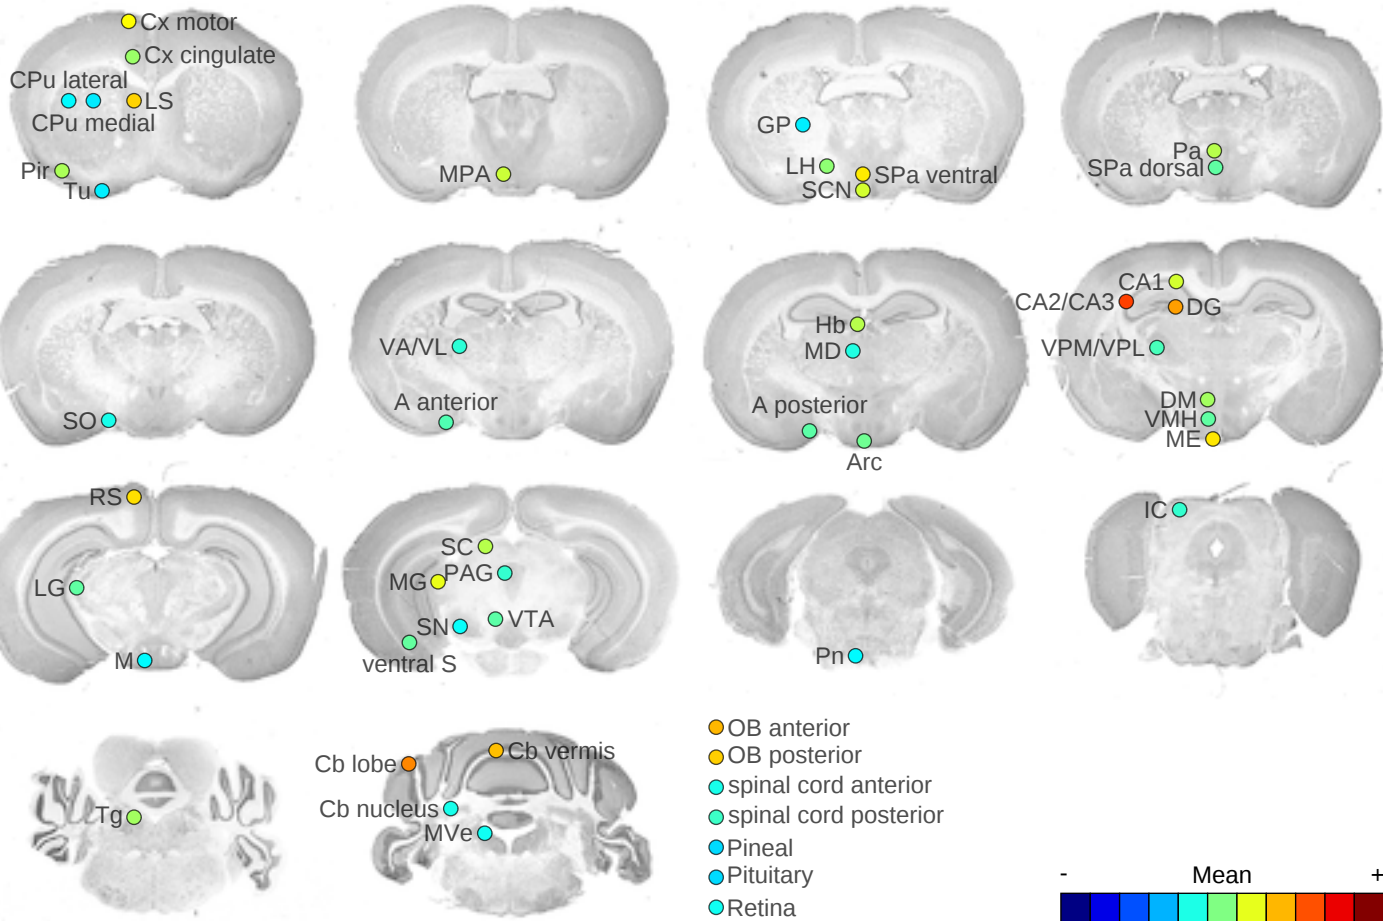 Cx motor
Cx cingulate
CPu lateral
LS
CPu medial
Pir
Tu
MPA
GP
LH
SPa ventral
SCN
Pa
SPa dorsal
SO
VA/VL
A anterior
Hb
MD
A posterior
Arc
CA1
CA2/CA3
DG
VPM/VPL
DM
VMH
ME
RS
LG
M
SC
MG
PAG
SN
VTA
ventral S
Pn
IC
Tg
Cb lobe
Cb vermis
Cb nucleus
MVe
OB anterior
OB posterior
spinal cord anterior
spinal cord posterior
Pineal
Pituitary
Retina
- Mean +